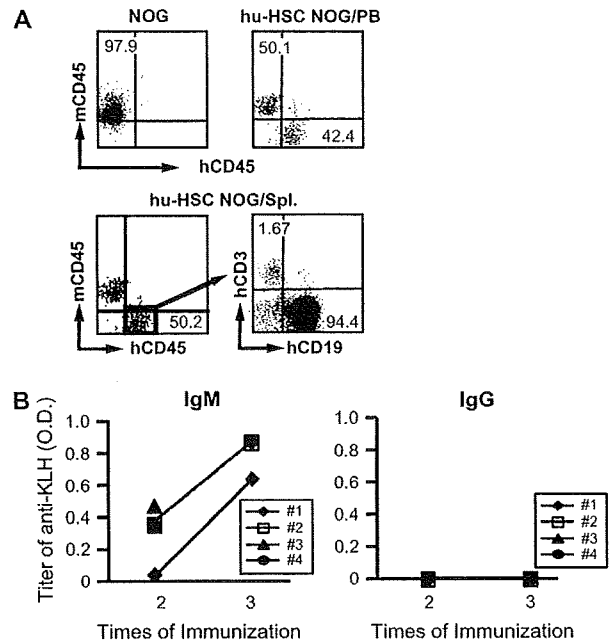 A
NOG
hu-HSC NOG/PB
97.9
50.1
42.4
mCD45
hCD45
hu-HSC NOG/Spl.
mCD45
50.2
hCD45
1.67
hCD3
94.4
hCD19
B
IgM
IgG
Titer of anti-KLH (O.D.)
1.0
0.8
0.6
0.4
0.2
0
2
3
Times of Immunization
#1
#2
#3
#4
1.0
0.8
0.6
0.4
0.2
0
2
3
Times of Immunization
#1
#2
#3
#4